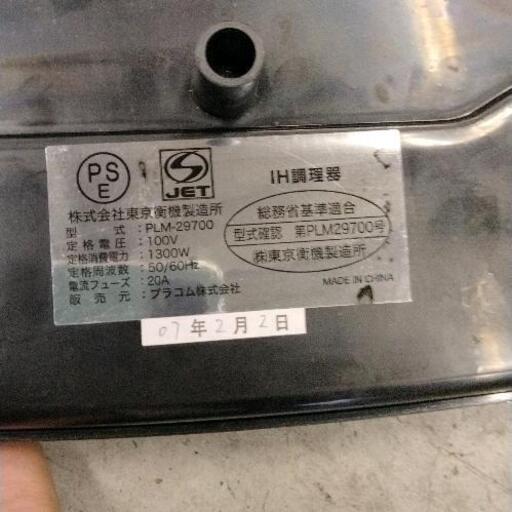 PS
E
S
JET
IH調理器
株式会社東京衡機製造所
型 式 : PLM-29700
定格電圧 : 100V
定格消費電力 : 1300W
定格周波数 : 50/60Hz
電流フューズ : 20A
販売元 : プラコム株式会社
総務省基準適合
型式確認 第PLM29700号
㈱東京衡機製造所
MADE IN CHINA
07年2月2日